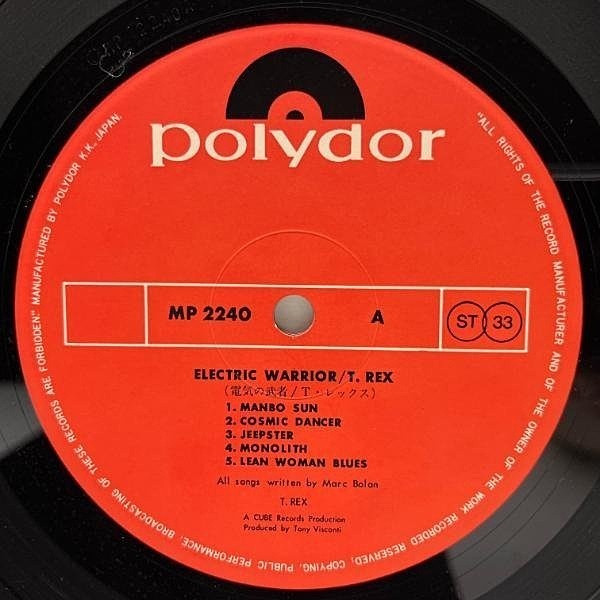 polydor
MP 2240
A
ST 33
ELECTRIC WARRIOR/T. REX
(電気の武者/T・レックス)
1. MANBO SUN
2. COSMIC DANCER
3. JEEPSTER
4. MONOLITH
5. LEAN WOMAN BLUES
All songs written by Marc Bolan
T. REX
A CUBE Records Production
Produced by Tony Visconti
"ALL RIGHTS OF THE RECORD MANUFACTURER AND OF THE OWNER OF THE WORK RECORDED RESERVED, COPYING, PUBLIC PERFORMANCE, BROADCASTING OF THESE RECORDS ARE FORBIDDEN." MANUFACTURED BY POLYDOR K.K., JAPAN.